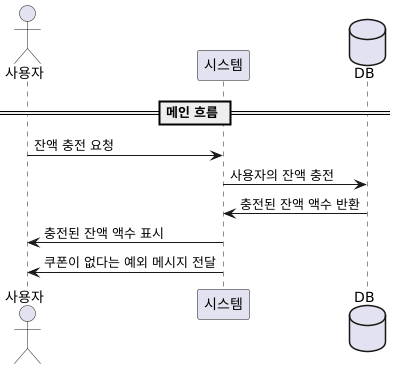 사용자
시스템
DB
메인 흐름
잔액 충전 요청
사용자의 잔액 충전
충전된 잔액 액수 반환
충전된 잔액 액수 표시
쿠폰이 없다는 예외 메시지 전달
사용자
시스템
DB